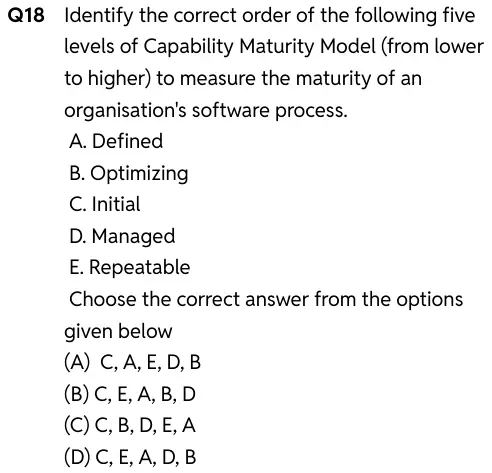 Q18 Identify the correct order of the following five
levels of Capability Maturity Model (from lower
to higher) to measure the maturity of an
organisation's software process.
A. Defined
B. Optimizing
C. Initial
D. Managed
E. Repeatable
Choose the correct answer from the options
given below
(A) C, A, E, D, B
(B) C, E, A, B, D
(C) C, B, D, E, A
(D) C, E, A, D, B